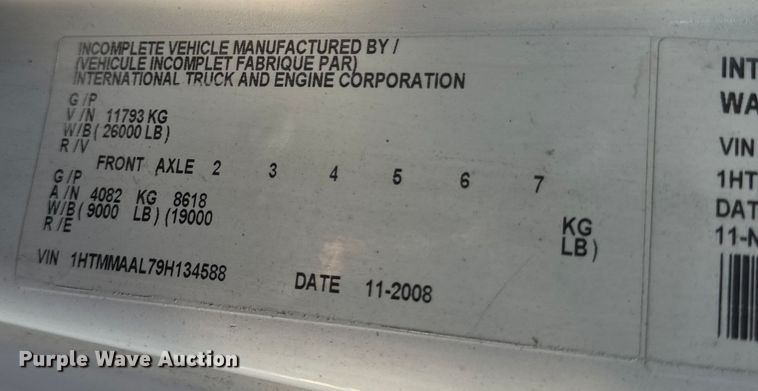 INCOMPLETE VEHICLE MANUFACTURED BY /
(VEHICULE INCOMPLET FABRIQUE PAR)
INTERNATIONAL TRUCK AND ENGINE CORPORATION
G /P
V /N 11793 KG
W/B( 26000 LB)
R /V
FRONT AXLE 2 3 4 5 6 7
G /P
A /N 4082 KG 8618
W/B( 9000 LB) (19000
R /E
KG
LB)
VIN 1HTMMAAL79H134588
DATE 11-2008
INT
WA
VIN
1HT
DAT
11-N
Purple Wave Auction